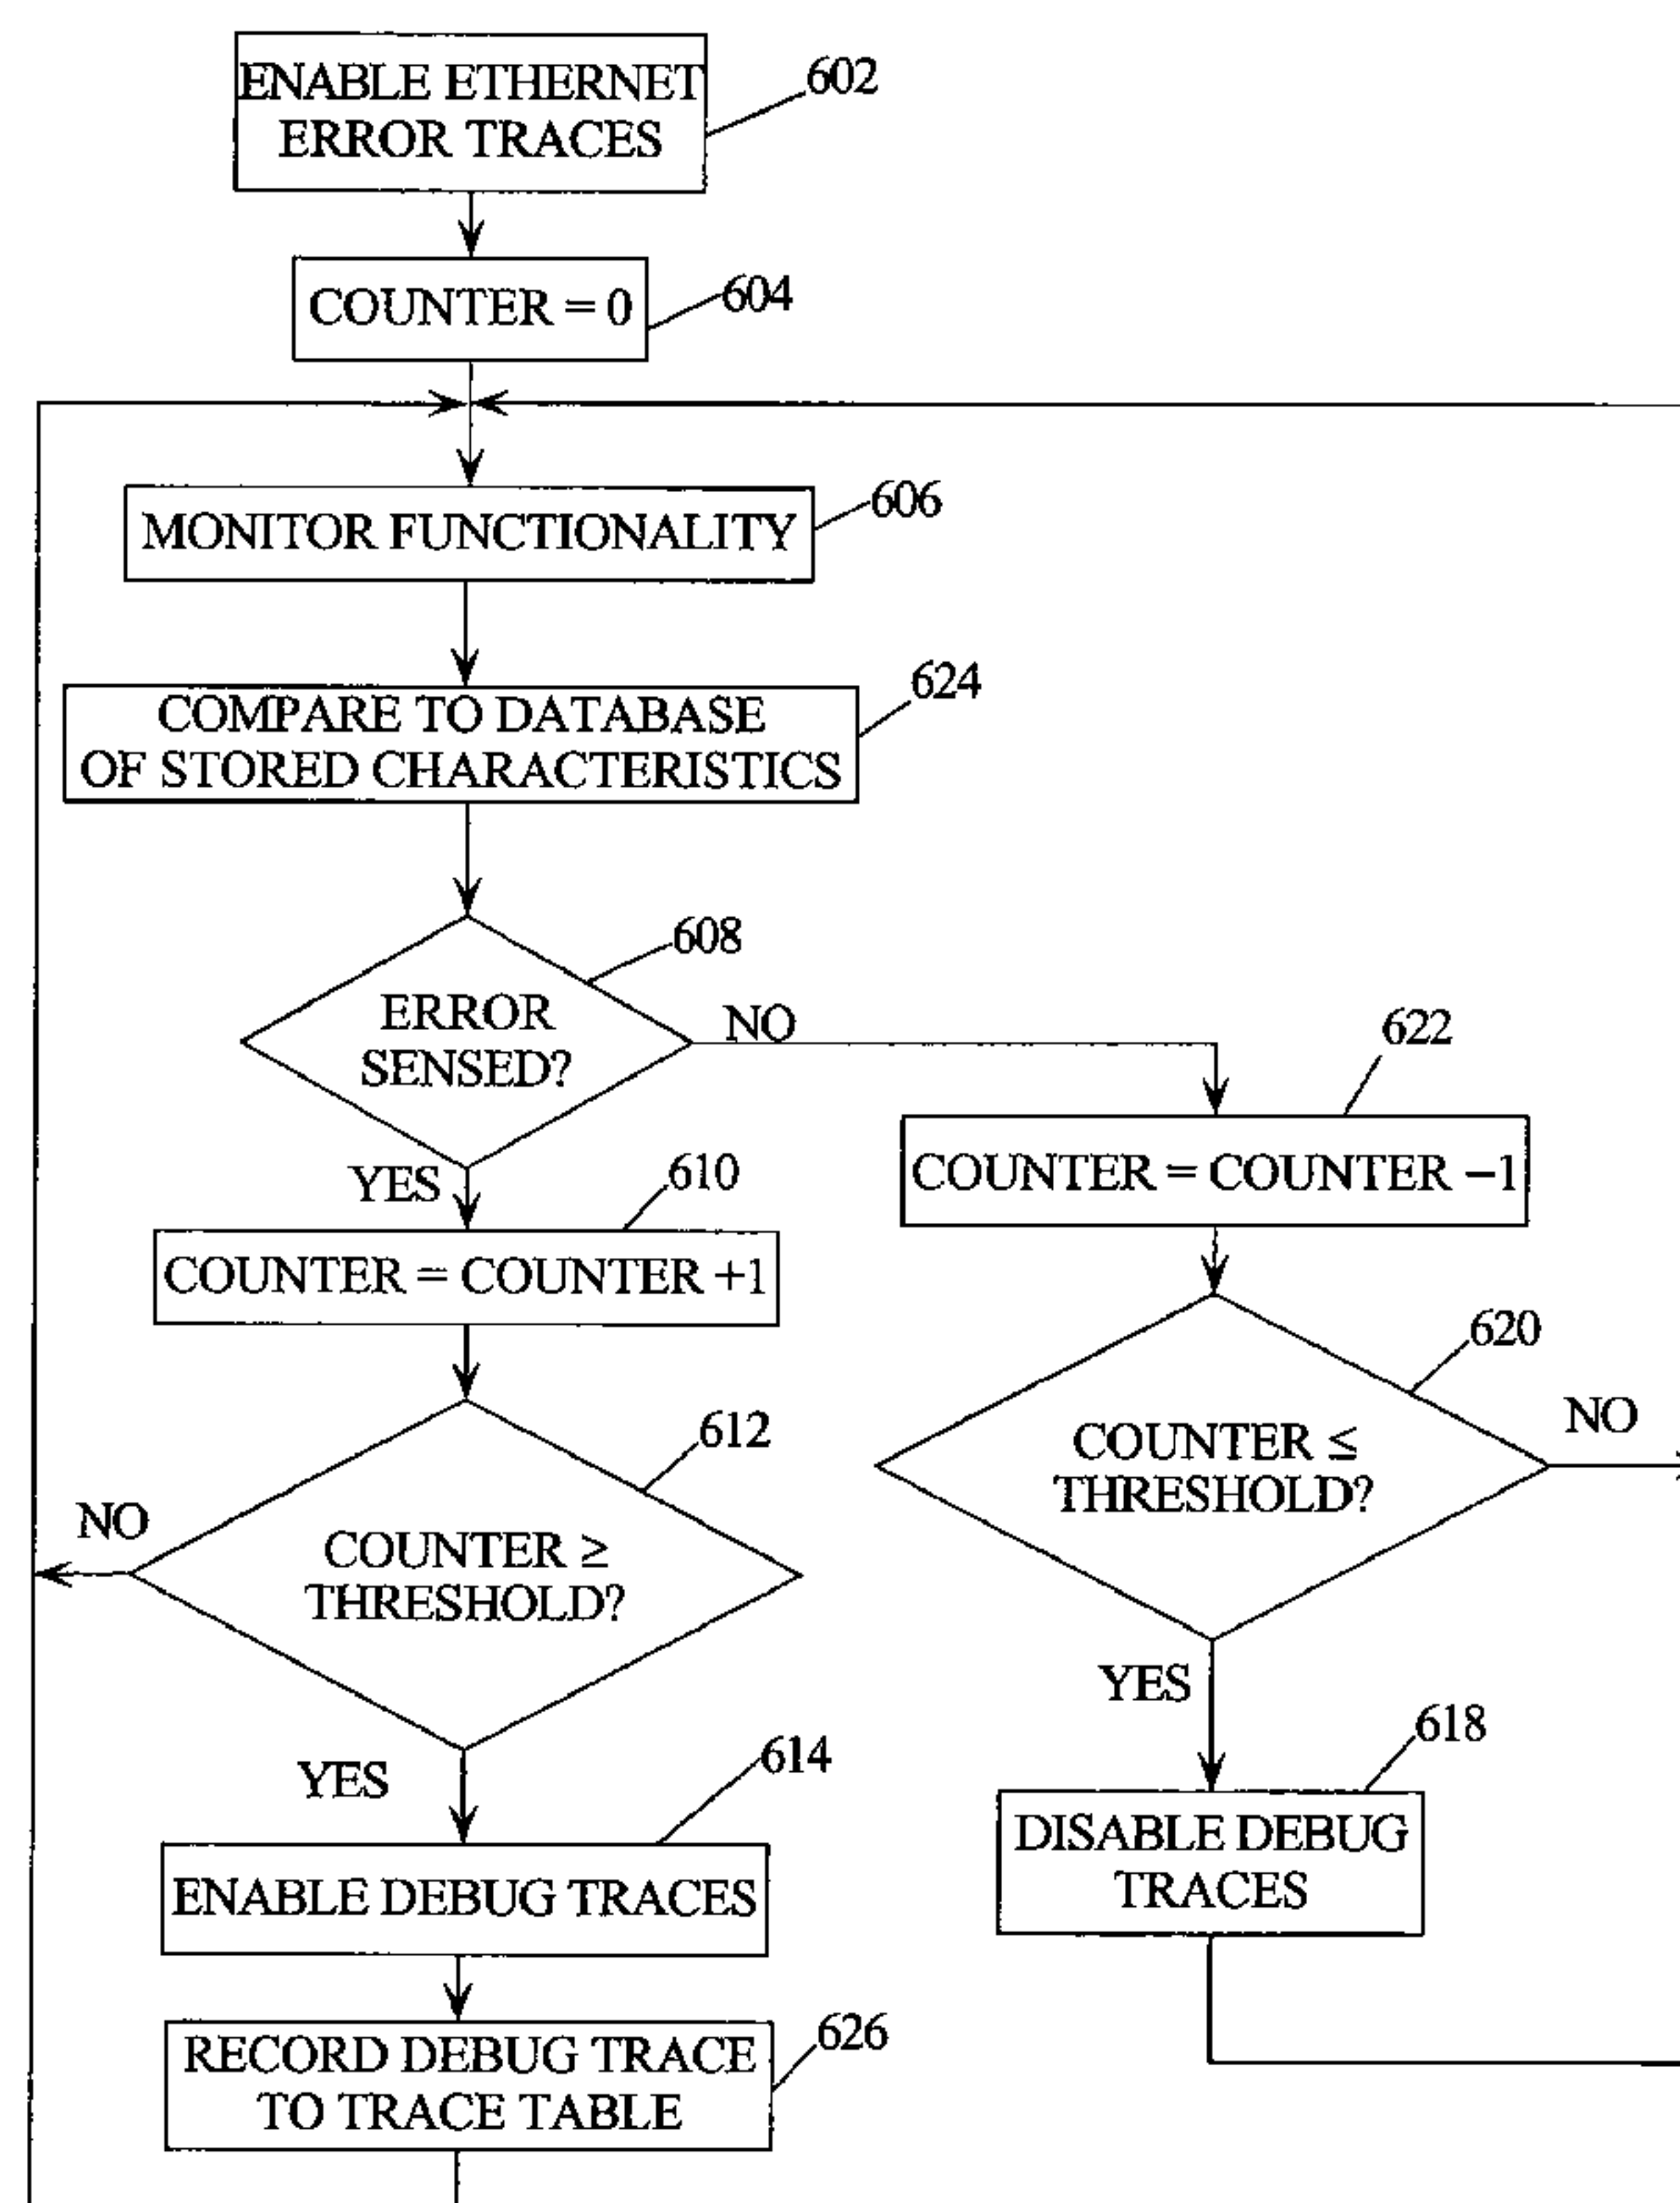 ENABLE ETHERNET
ERROR TRACES
602
COUNTER = 0
604
MONITOR FUNCTIONALITY
606
COMPARE TO DATABASE
OF STORED CHARACTERISTICS
624
ERROR
SENSED?
608
NO
YES
622
COUNTER = COUNTER –1
610
COUNTER = COUNTER +1
620
COUNTER ≤
THRESHOLD?
NO
YES
612
COUNTER ≥
THRESHOLD?
NO
YES
618
DISABLE DEBUG
TRACES
614
ENABLE DEBUG TRACES
626
RECORD DEBUG TRACE
TO TRACE TABLE